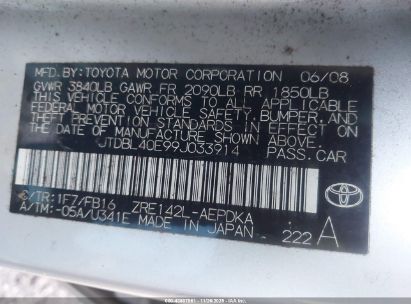 MFD. BY: TOYOTA MOTOR CORPORATION 06/08
GVWR 3840LB GAWR FR 2090LB RR 1850LB
THIS VEHICLE CONFORMS TO ALL APPLICABLE
FEDERAL MOTOR VEHICLE SAFETY, BUMPER, AND
THEFT PREVENTION STANDARDS IN EFFECT ON
THE DATE OF MANUFACTURE SHOWN ABOVE.
JTDBL40E99J033914 PASS.CAR
C/TR:1F7/FB16 ZRE142L-AEPDKA
A/TM:-05A/U341E MADE IN JAPAN 222A
TOYOTA